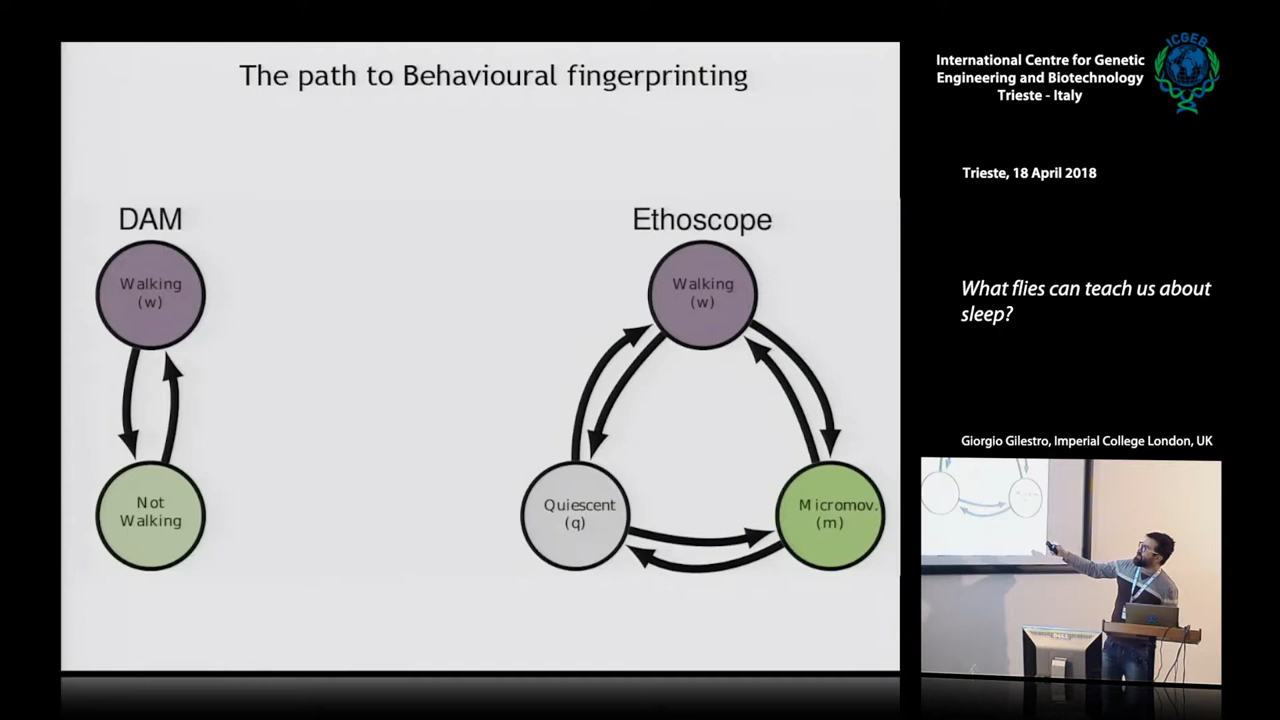 The path to Behavioural fingerprinting
DAM
Walking
(w)
Not
Walking
Ethoscope
Walking
(w)
Quiescent
(q)
Micromov.
(m)
International Centre for Genetic
Engineering and Biotechnology
Trieste - Italy
ICGEB
Trieste, 18 April 2018
What flies can teach us about
sleep?
Giorgio Gilestro, Imperial College London, UK
DELL